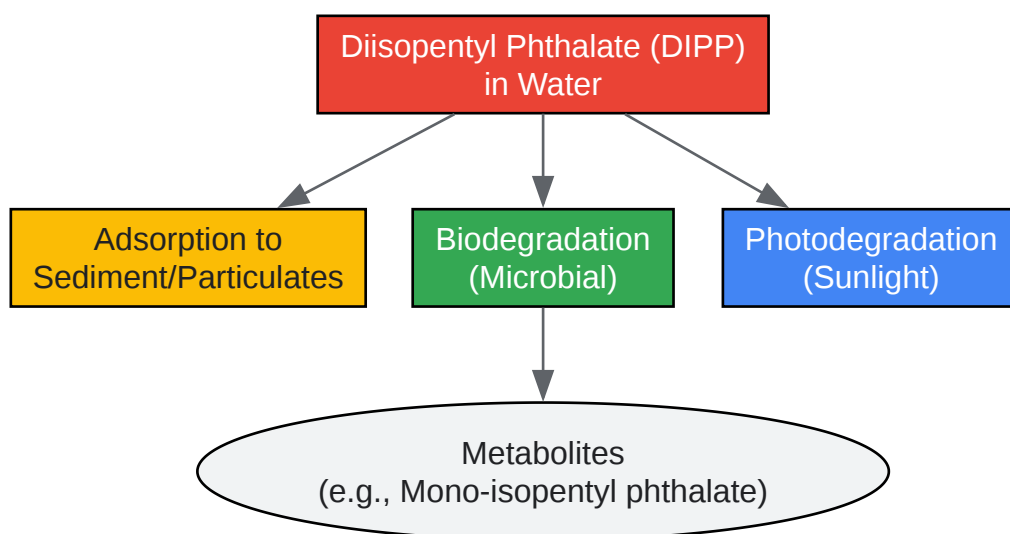 Diisopentyl Phthalate (DIPP)
in Water
Adsorption to
Sediment/Particulates
Biodegradation
(Microbial)
Photodegradation
(Sunlight)
Metabolites
(e.g., Mono-isopentyl phthalate)